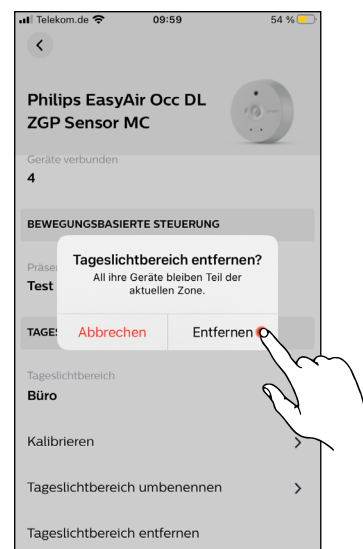 Telekom.de 09:59 54 %
Philips EasyAir Occ DL
ZGP Sensor MC
Geräte verbunden
4
BEWEGUNGSBASIERTE STEUERUNG
Präse
Test
Tageslichtbereich entfernen?
All ihre Geräte bleiben Teil der
aktuellen Zone.
Abbrechen Entfernen
TAGES
Tageslichtbereich
Büro
Kalibrieren
Tageslichtbereich umbenennen
Tageslichtbereich entfernen